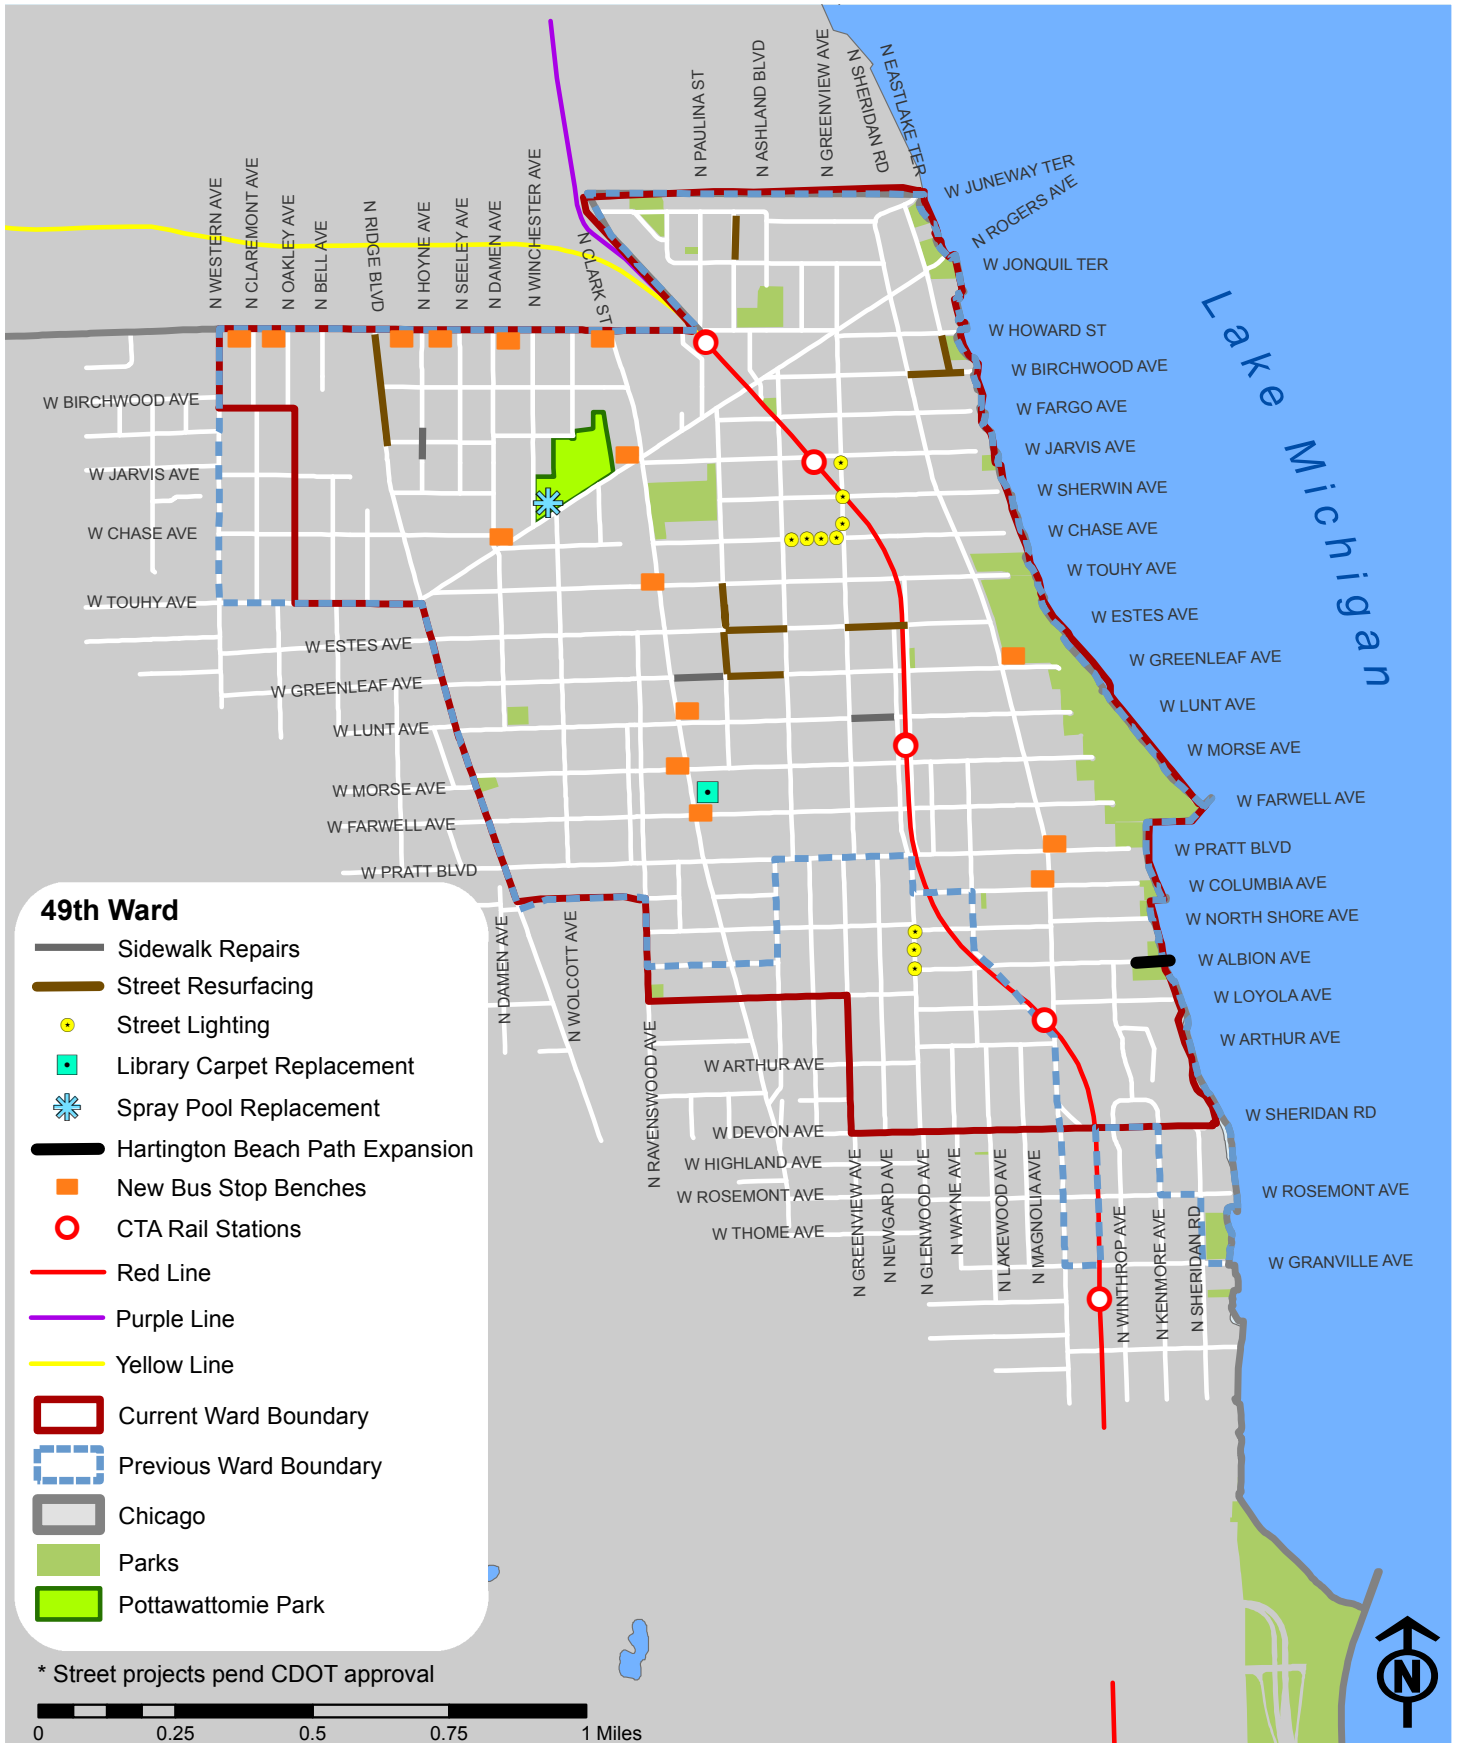 N PAULINA ST
N ASHLAND BLVD
N GREENVIEW AVE
N SHERIDAN RD
N EASTLAKE TER
W JUNEWAY TER
N ROGERS AVE
W JONQUIL TER
W HOWARD ST
W BIRCHWOOD AVE
W FARGO AVE
W JARVIS AVE
W SHERWIN AVE
W CHASE AVE
W TOUHY AVE
W ESTES AVE
W GREENLEAF AVE
W LUNT AVE
W MORSE AVE
W FARWELL AVE
W PRATT BLVD
W COLUMBIA AVE
W NORTH SHORE AVE
W ALBION AVE
W LOYOLA AVE
W ARTHUR AVE
W SHERIDAN RD
W ROSEMONT AVE
W GRANVILLE AVE
Lake Michigan
N WESTERN AVE
N CLAREMONT AVE
N OAKLEY AVE
N BELL AVE
N RIDGE BLVD
N HOYNE AVE
N SEELEY AVE
N DAMEN AVE
N WINCHESTER AVE
N CLARK ST
W BIRCHWOOD AVE
W JARVIS AVE
W CHASE AVE
W TOUHY AVE
W ESTES AVE
W GREENLEAF AVE
W LUNT AVE
W MORSE AVE
W FARWELL AVE
W PRATT BLVD
N DAMEN AVE
N WOLCOTT AVE
N RAVENSWOOD AVE
W ARTHUR AVE
W DEVON AVE
W HIGHLAND AVE
W ROSEMONT AVE
W THOME AVE
N GREENVIEW AVE
N NEWGARD AVE
N GLENWOOD AVE
N WAYNE AVE
N LAKEWOOD AVE
N MAGNOLIA AVE
N WINTHROP AVE
N KENMORE AVE
N SHERIDAN RD
49th Ward
Sidewalk Repairs
Street Resurfacing
Street Lighting
Library Carpet Replacement
Spray Pool Replacement
Hartington Beach Path Expansion
New Bus Stop Benches
CTA Rail Stations
Red Line
Purple Line
Yellow Line
Current Ward Boundary
Previous Ward Boundary
Chicago
Parks
Pottawattomie Park
* Street projects pend CDOT approval
0 0.25 0.5 0.75 1 Miles
N